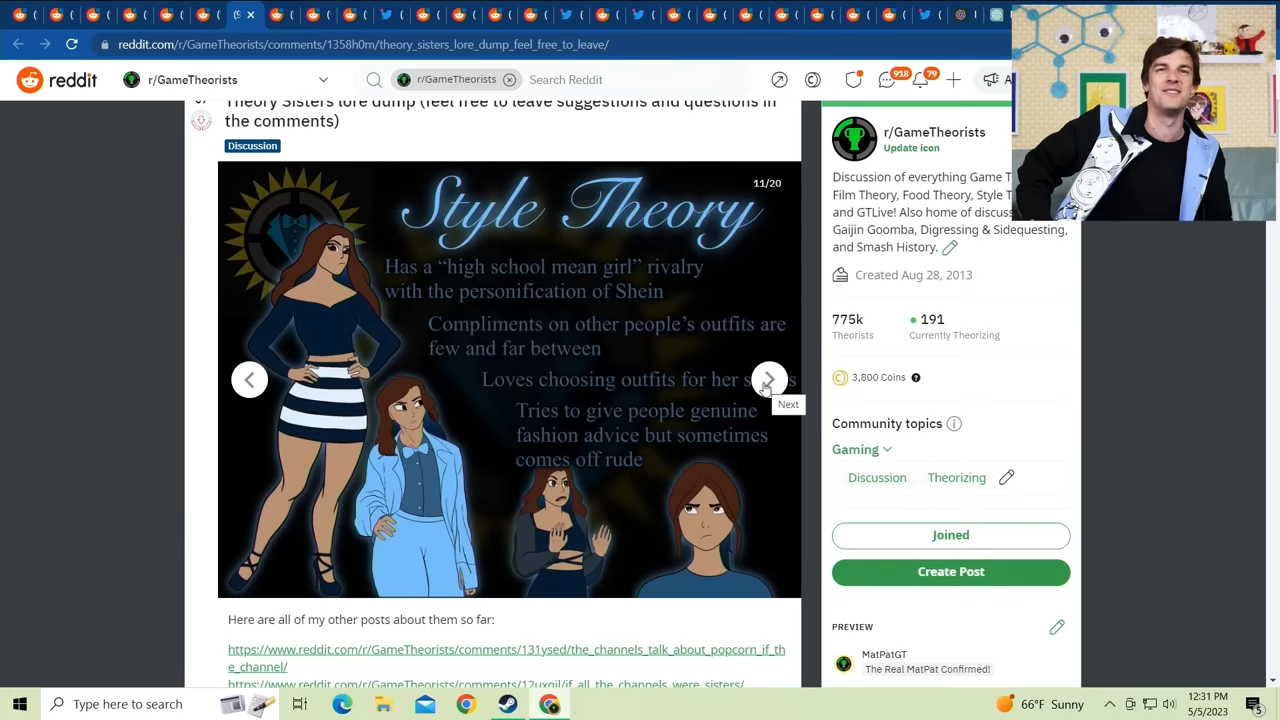 reddit.com/r/GameTheorists/comments/1358h0m/theory_sisters_lore_dump_feel_free_to_leave/
reddit
r/GameTheorists
r/GameTheorists
Search Reddit
918
79
Theory Sisters lore dump (feel free to leave suggestions and questions in
the comments)
Discussion
11/20
Style Theory
Has a “high school mean girl” rivalry
with the personification of Shein
Compliments on other people’s outfits are
few and far between
Loves choosing outfits for her
Tries to give people genuine
fashion advice but sometimes
comes off rude
Next
Here are all of my other posts about them so far:
https://www.reddit.com/r/GameTheorists/comments/131ysed/the_channels_talk_about_popcorn_if_th
e_channel/
r/GameTheorists
Update icon
Discussion of everything Game T
Film Theory, Food Theory, Style T
and GTLive! Also home of discus
Gaijin Goomba, Digressing & Sidequesting,
and Smash History.
Created Aug 28, 2013
775k
191
Theorists
Currently Theorizing
3,800 Coins
Community topics
Gaming
Discussion
Theorizing
Joined
Create Post
PREVIEW
MatPatGT
The Real MatPat Confirmed!
Type here to search
66°F Sunny
12:31 PM
5/5/2023
5